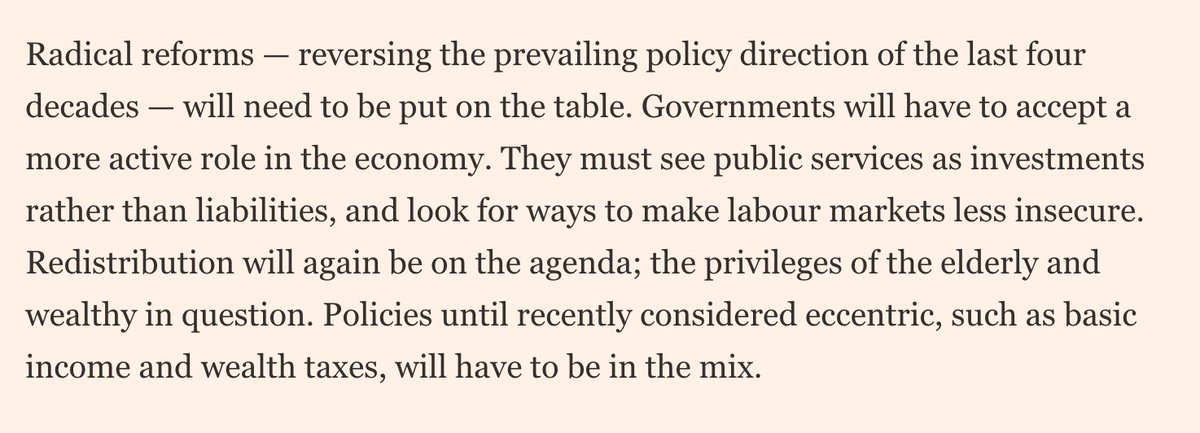 Radical reforms — reversing the prevailing policy direction of the last four
decades — will need to be put on the table. Governments will have to accept a
more active role in the economy. They must see public services as investments
rather than liabilities, and look for ways to make labour markets less insecure.
Redistribution will again be on the agenda; the privileges of the elderly and
wealthy in question. Policies until recently considered eccentric, such as basic
income and wealth taxes, will have to be in the mix.